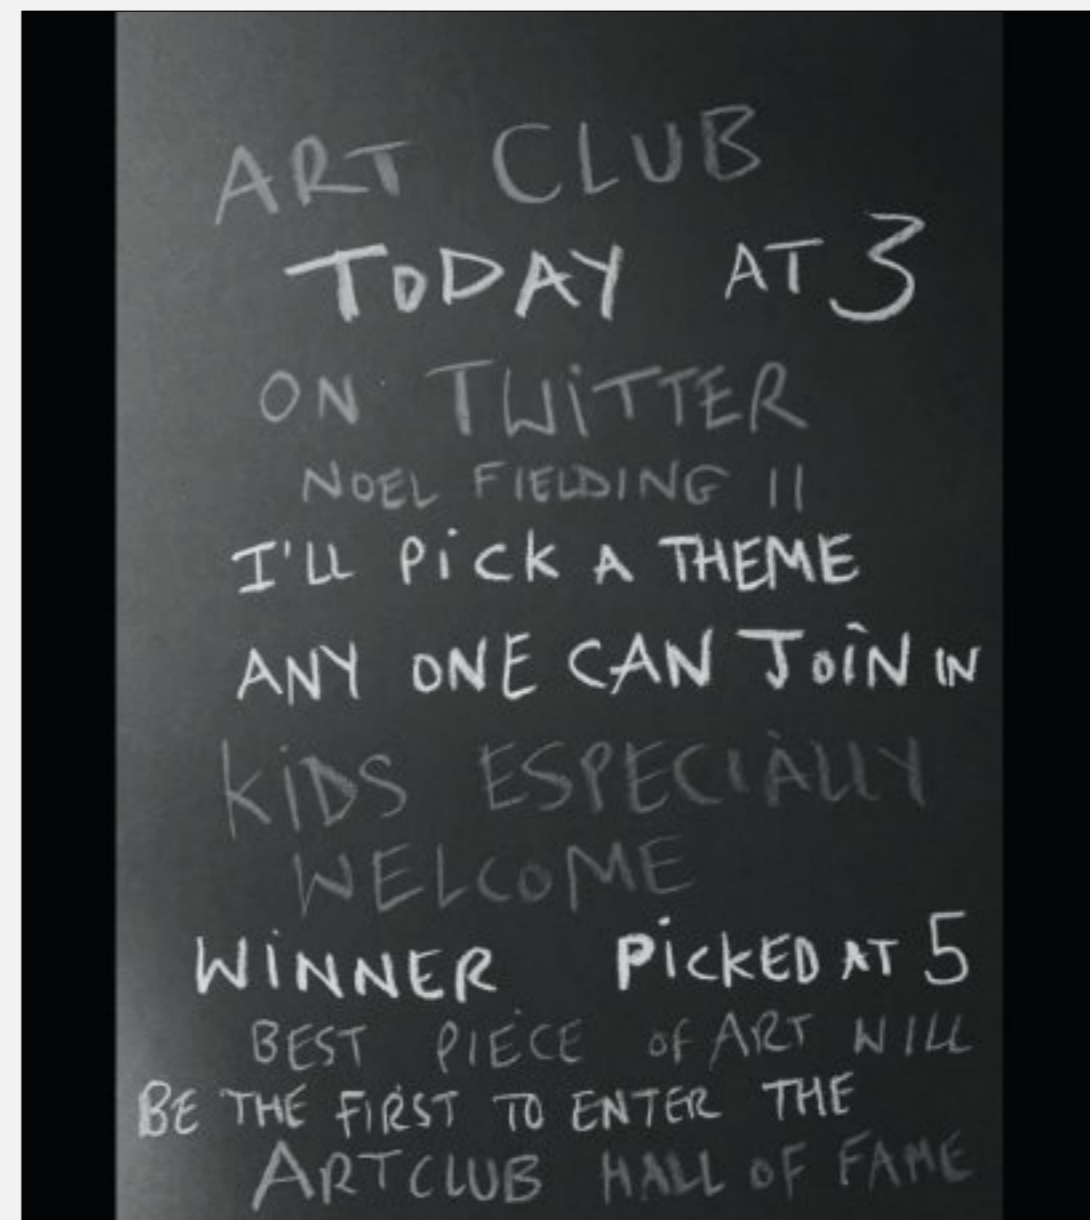 ART CLUB
TODAY AT 3
ON TWITTER
NOEL FIELDING 11
I'LL PICK A THEME
ANY ONE CAN JOIN IN
KIDS ESPECIALLY
WELCOME
WINNER PICKED AT 5
BEST PIECE OF ART WILL
BE THE FIRST TO ENTER THE
ARTCLUB HALL OF FAME